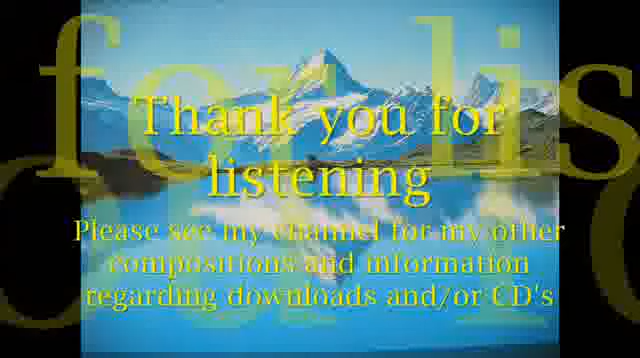 Thank you for
listening
Please see my channel for my other
compositions and information
regarding downloads and/or CD's